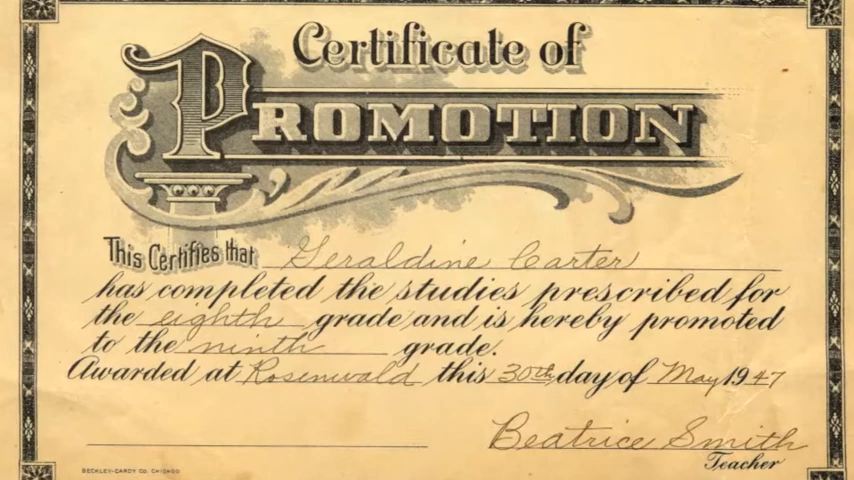 Certificate of
PROMOTION
This Certifies that Geraldine Carter
has completed the studies prescribed for
the eighth grade and is hereby promoted
to the ninth grade.
Awarded at Rosenwald this 30th day of May 1947
Beatrice Smith
Teacher
BECKLEY-CARDY CO. CHICAGO